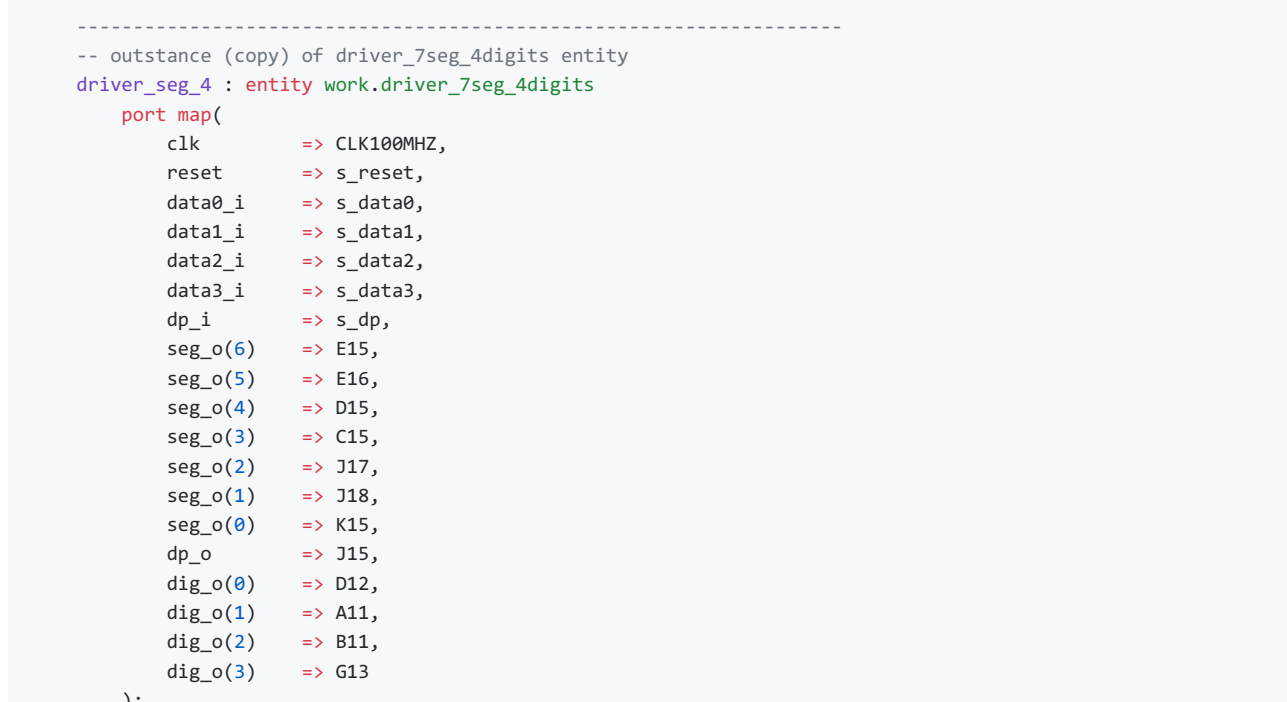 --------------------------------------------------------------------
-- outstance (copy) of driver_7seg_4digits entity
driver_seg_4 : entity work.driver_7seg_4digits
    port map(
        clk         => CLK100MHZ,
        reset       => s_reset,
        data0_i     => s_data0,
        data1_i     => s_data1,
        data2_i     => s_data2,
        data3_i     => s_data3,
        dp_i        => s_dp,
        seg_o(6)    => E15,
        seg_o(5)    => E16,
        seg_o(4)    => D15,
        seg_o(3)    => C15,
        seg_o(2)    => J17,
        seg_o(1)    => J18,
        seg_o(0)    => K15,
        dp_o        => J15,
        dig_o(0)    => D12,
        dig_o(1)    => A11,
        dig_o(2)    => B11,
        dig_o(3)    => G13
    );